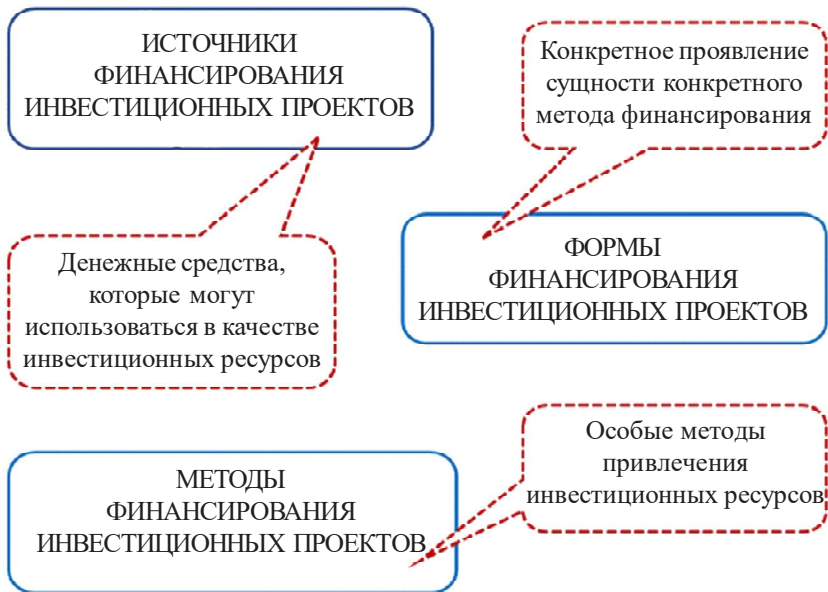 ИСТОЧНИКИ
ФИНАНСИРОВАНИЯ
ИНВЕСТИЦИОННЫХ ПРОЕКТОВ
Конкретное проявление
сущности конкретного
метода финансирования
Денежные средства,
которые могут
использоваться в качестве
инвестиционных ресурсов
ФОРМЫ
ФИНАНСИРОВАНИЯ
ИНВЕСТИЦИОННЫХ ПРОЕКТОВ
МЕТОДЫ
ФИНАНСИРОВАНИЯ
ИНВЕСТИЦИОННЫХ ПРОЕКТОВ
Особые методы
привлечения
инвестиционных ресурсов